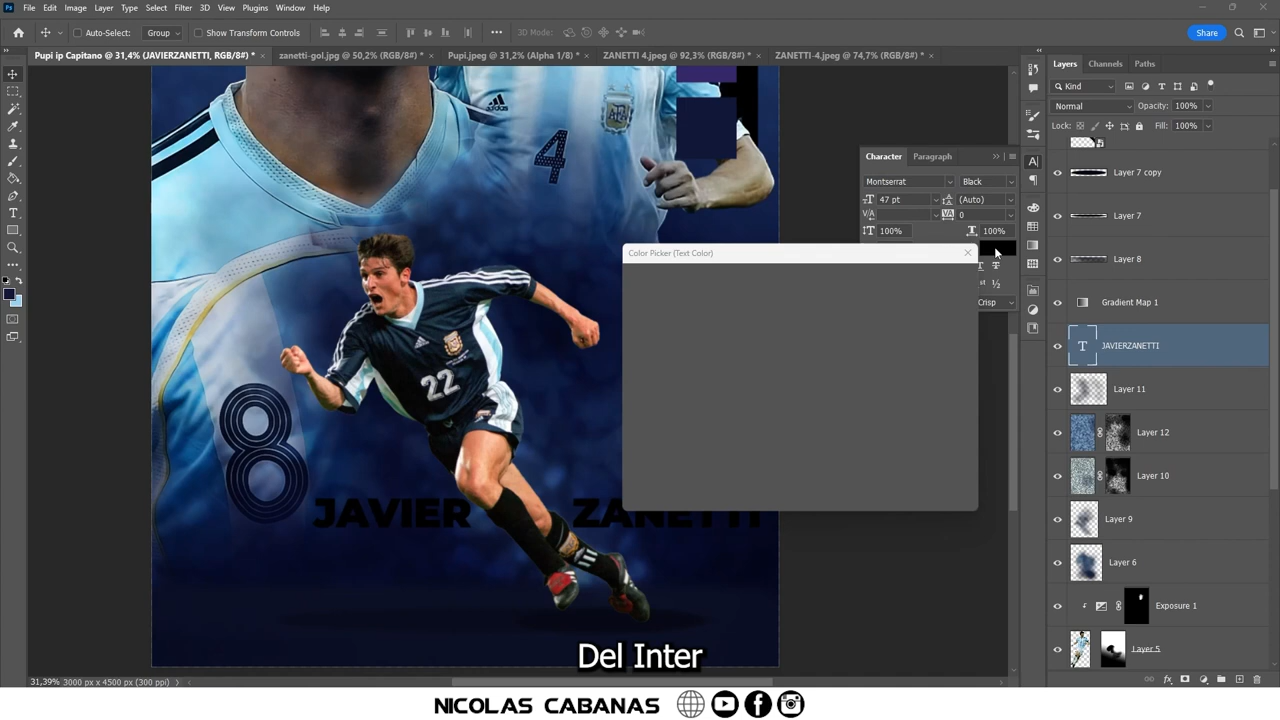 File Edit Image Layer Type Select Filter 3D View Plugins Window Help
Auto-Select: Group Show Transform Controls 3D Mode: Share
Pupi ip Capitano @ 31,4% (JAVIERZANETTI, RGB/8#) * zanetti-gol.jpg @ 50,2% (RGB/8#) * Pupi.jpeg @ 31,2% (Alpha 1/8) * ZANETTI 4.jpeg @ 92,3% (RGB/8#) * ZANETTI-4.jpeg @ 74,7% (RGB/8#) *
Layers Channels Paths
Kind
Normal Opacity: 100%
Lock: Fill: 100%
Layer 7 copy
Layer 7
Layer 8
Gradient Map 1
JAVIERZANETTI
Layer 11
Layer 12
Layer 10
Layer 9
Layer 6
Exposure 1
Layer 5
Character Paragraph
Montserrat Black
47 pt (Auto)
0
100% 100%
Crisp
Color Picker (Text Color)
adidas
4
AFA
22
8
JAVIER ZANETTI
Del Inter
31,39% 3000 px x 4500 px (300 ppi)
NICOLAS CABANAS